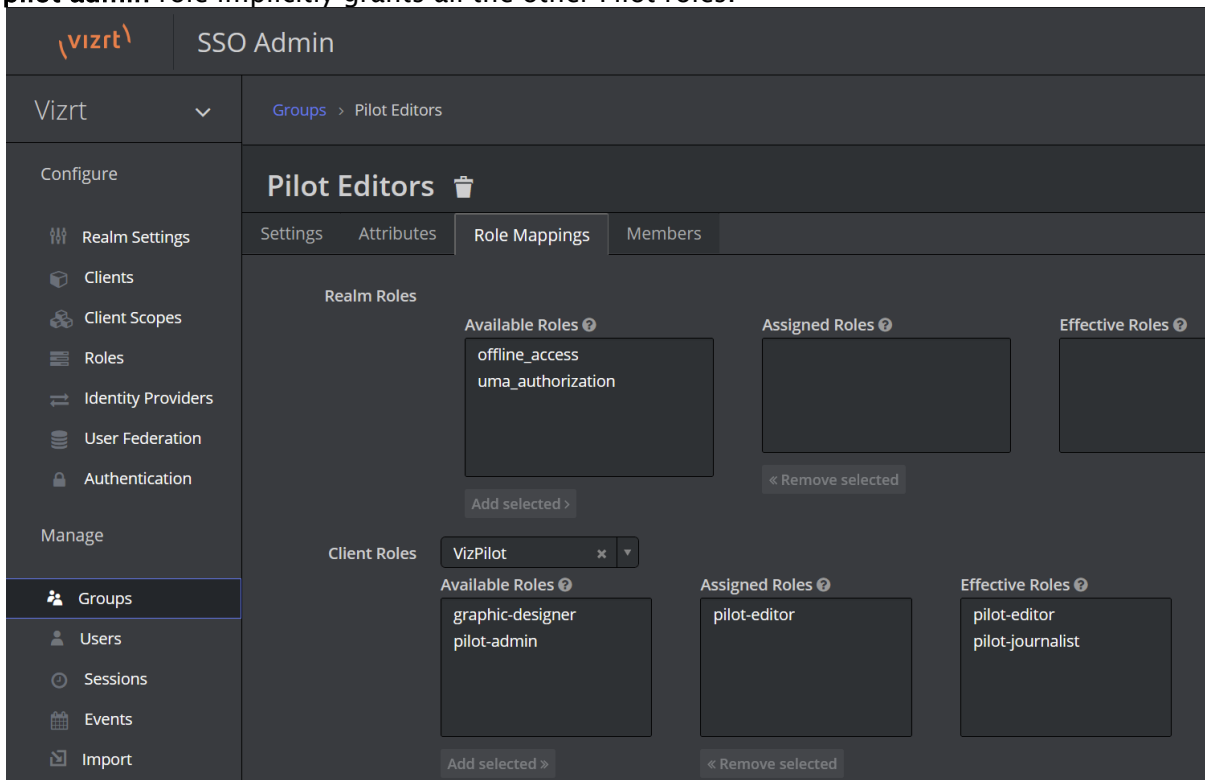 pilot-admin role implicitly grants all the other Pilot roles.
vizrt SSO Admin
Vizrt
Groups › Pilot Editors
Configure
Pilot Editors
Settings Attributes Role Mappings Members
Realm Settings
Clients
Client Scopes
Roles
Identity Providers
User Federation
Authentication
Manage
Groups
Users
Sessions
Events
Import
Realm Roles
Available Roles
offline_access
uma_authorization
Add selected ›
Assigned Roles
« Remove selected
Effective Roles
Client Roles VizPilot
Available Roles
graphic-designer
pilot-admin
Add selected »
Assigned Roles
pilot-editor
« Remove selected
Effective Roles
pilot-editor
pilot-journalist